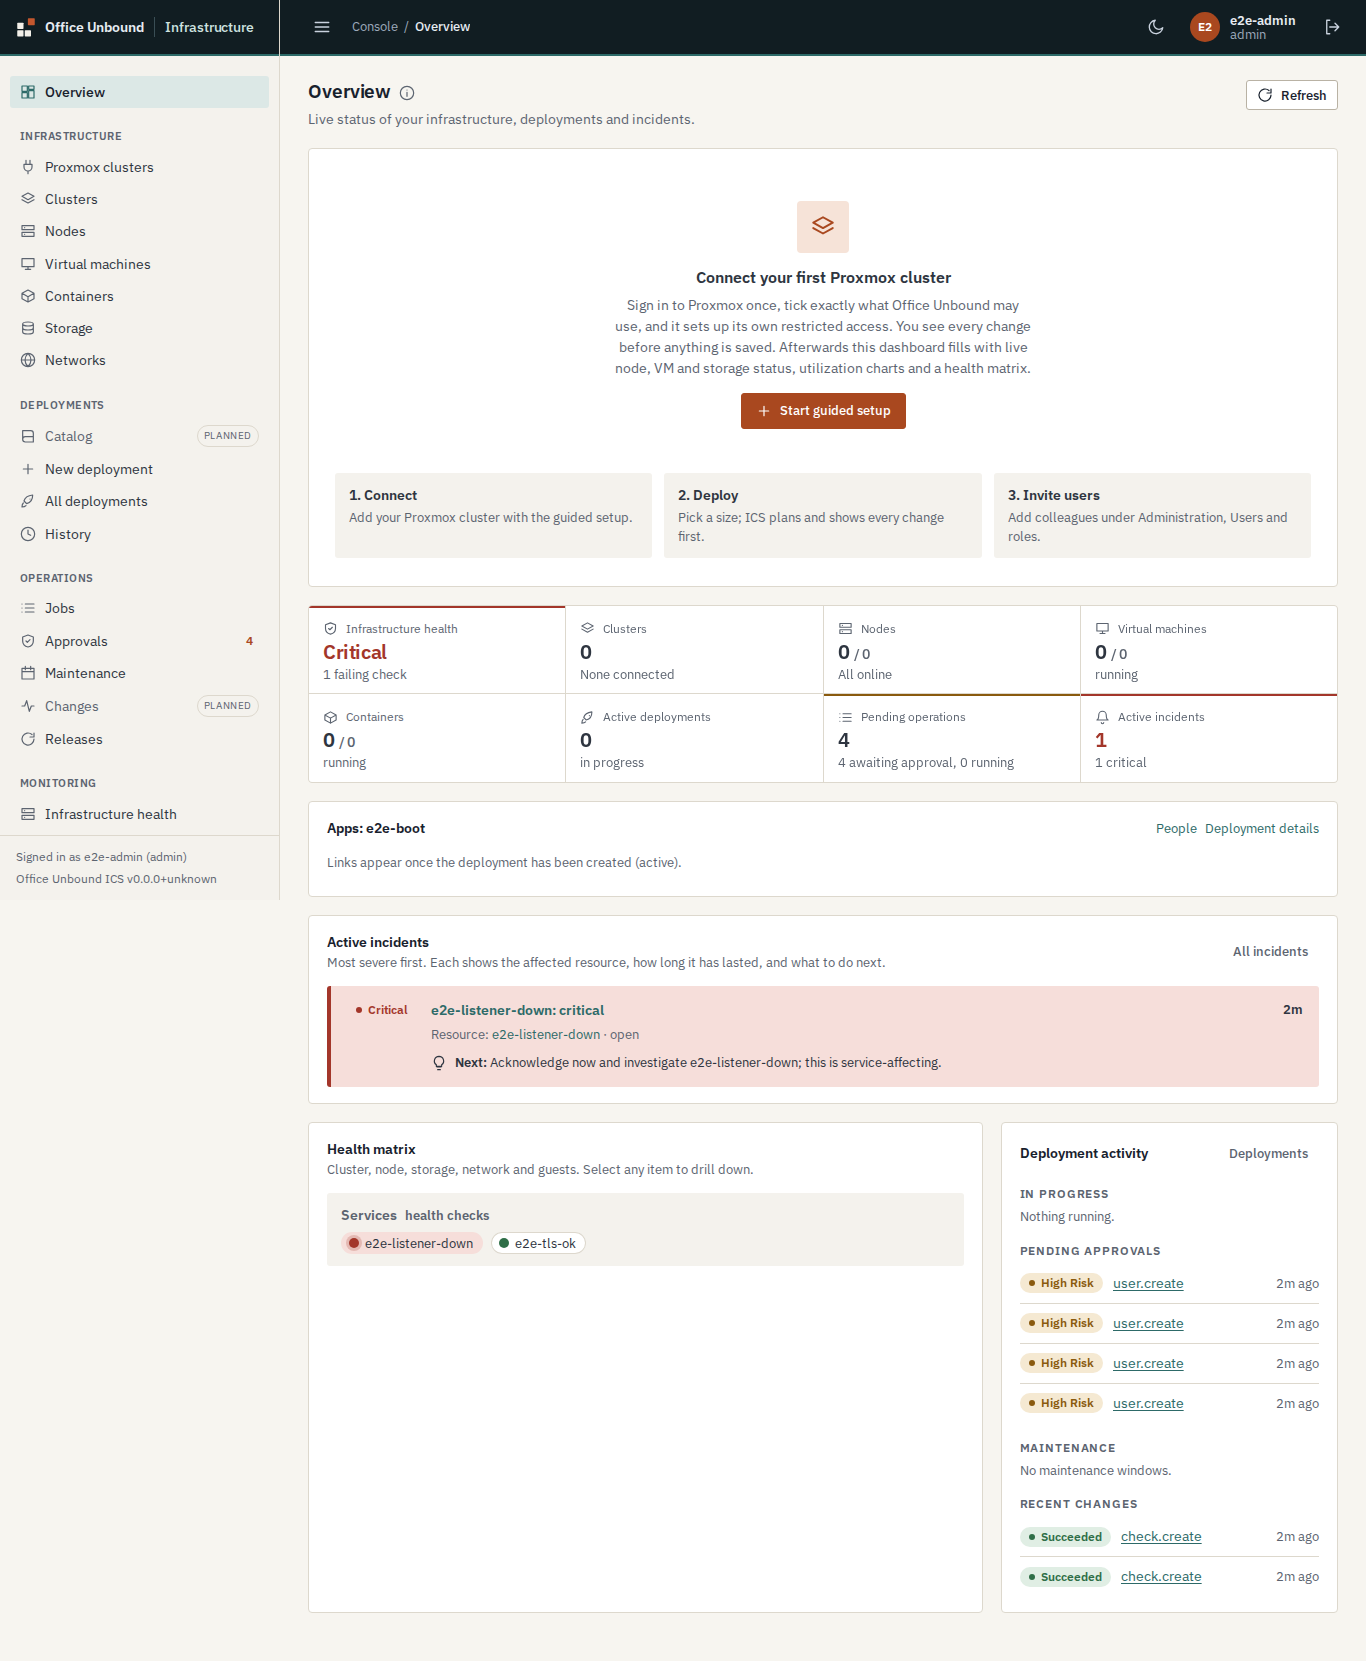 Office Unbound | Infrastructure
Console / Overview
E2 e2e-admin
admin
Overview
INFRASTRUCTURE
Proxmox clusters
Clusters
Nodes
Virtual machines
Containers
Storage
Networks
DEPLOYMENTS
Catalog PLANNED
New deployment
All deployments
History
OPERATIONS
Jobs
Approvals 4
Maintenance
Changes PLANNED
Releases
MONITORING
Infrastructure health
Signed in as e2e-admin (admin)
Office Unbound ICS v0.0.0+unknown
Overview
Refresh
Live status of your infrastructure, deployments and incidents.
Connect your first Proxmox cluster
Sign in to Proxmox once, tick exactly what Office Unbound may
use, and it sets up its own restricted access. You see every change
before anything is saved. Afterwards this dashboard fills with live
node, VM and storage status, utilization charts and a health matrix.
Start guided setup
1. Connect
Add your Proxmox cluster with the guided setup.
2. Deploy
Pick a size; ICS plans and shows every change
first.
3. Invite users
Add colleagues under Administration, Users and
roles.
Infrastructure health
Critical
1 failing check
Clusters
0
None connected
Nodes
0 / 0
All online
Virtual machines
0 / 0
running
Containers
0 / 0
running
Active deployments
0
in progress
Pending operations
4
4 awaiting approval, 0 running
Active incidents
1
1 critical
Apps: e2e-boot
People Deployment details
Links appear once the deployment has been created (active).
Active incidents
Most severe first. Each shows the affected resource, how long it has lasted, and what to do next.
All incidents
Critical e2e-listener-down: critical 2m
Resource: e2e-listener-down · open
Next: Acknowledge now and investigate e2e-listener-down; this is service-affecting.
Health matrix
Cluster, node, storage, network and guests. Select any item to drill down.
Services health checks
e2e-listener-down e2e-tls-ok
Deployment activity Deployments
IN PROGRESS
Nothing running.
PENDING APPROVALS
High Risk user.create 2m ago
High Risk user.create 2m ago
High Risk user.create 2m ago
High Risk user.create 2m ago
MAINTENANCE
No maintenance windows.
RECENT CHANGES
Succeeded check.create 2m ago
Succeeded check.create 2m ago